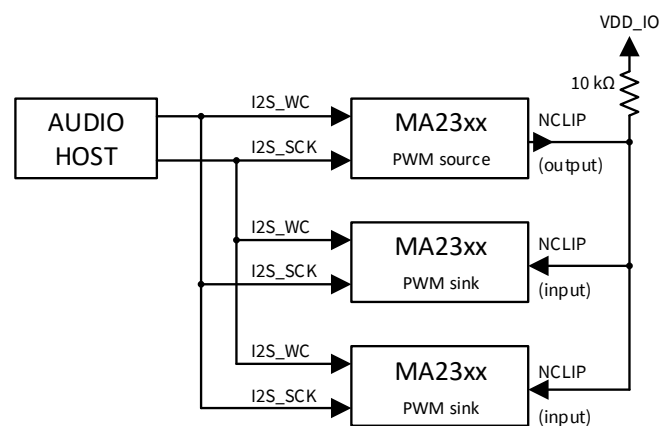 VDD_IO
10 kΩ
I2S_WC
AUDIO
HOST
MA23xx
NCLIP
I2S_SCK
PWM source
(output)
I2S_WC
MA23xx
NCLIP
I2S_SCK
PWM sink
(input)
I2S_WC
MA23xx
NCLIP
I2S_SCK
PWM sink
(input)